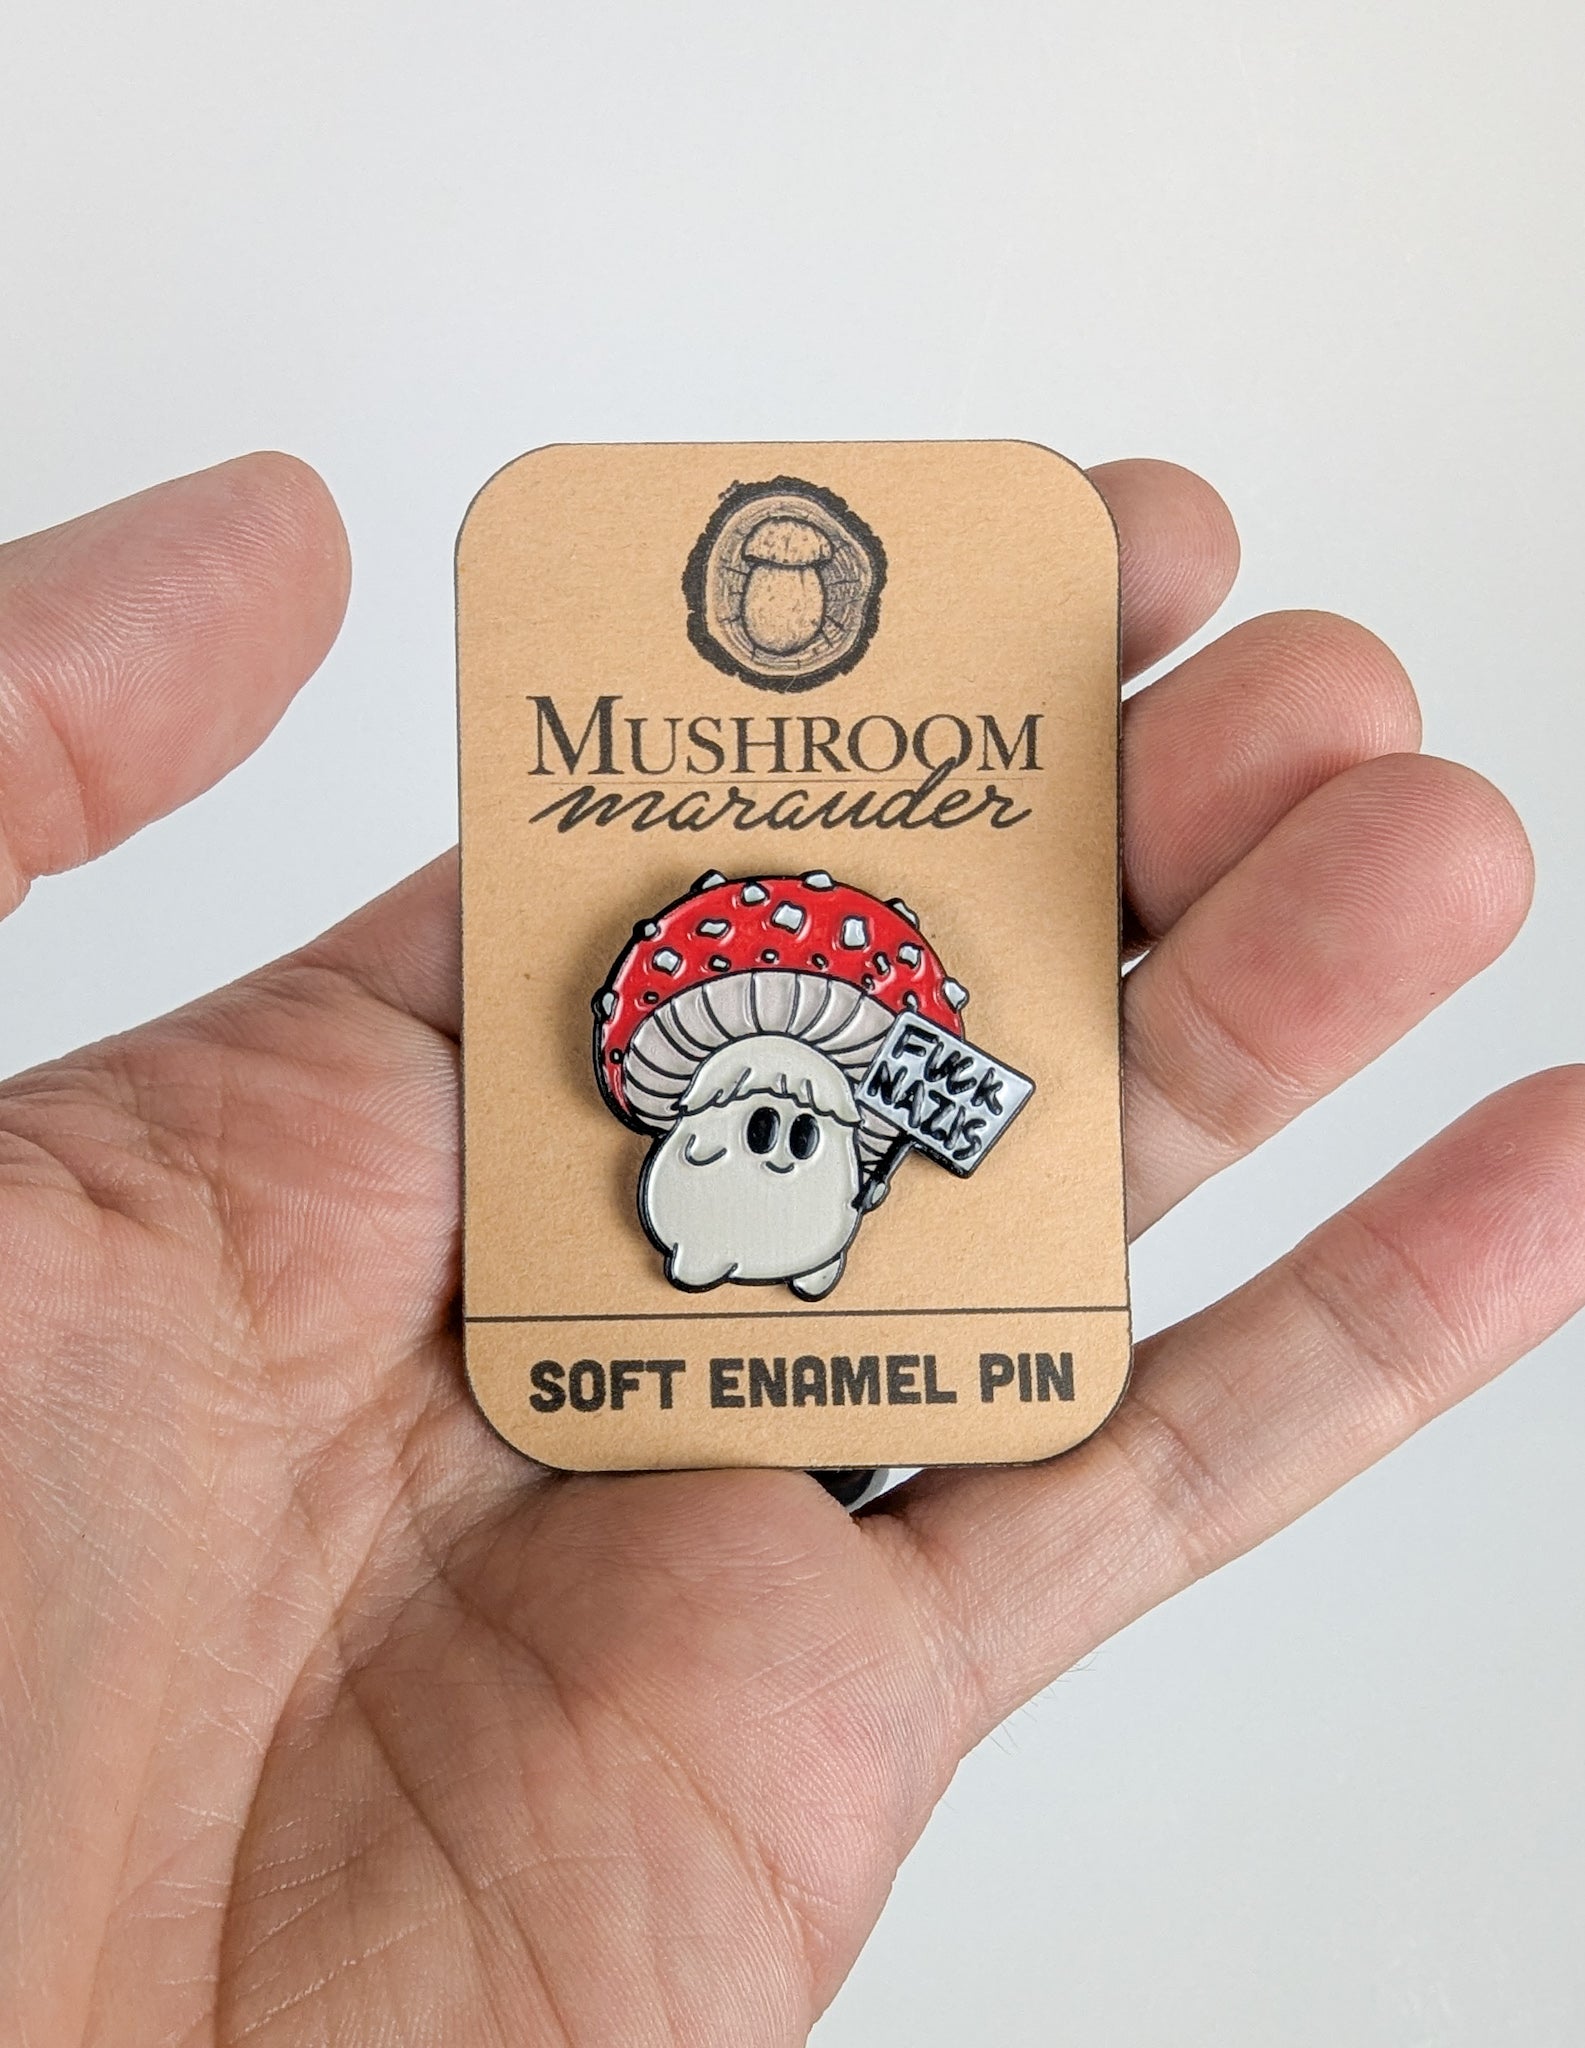 MUSHROOM
marauder
FUCK
NAZIS
SOFT ENAMEL PIN